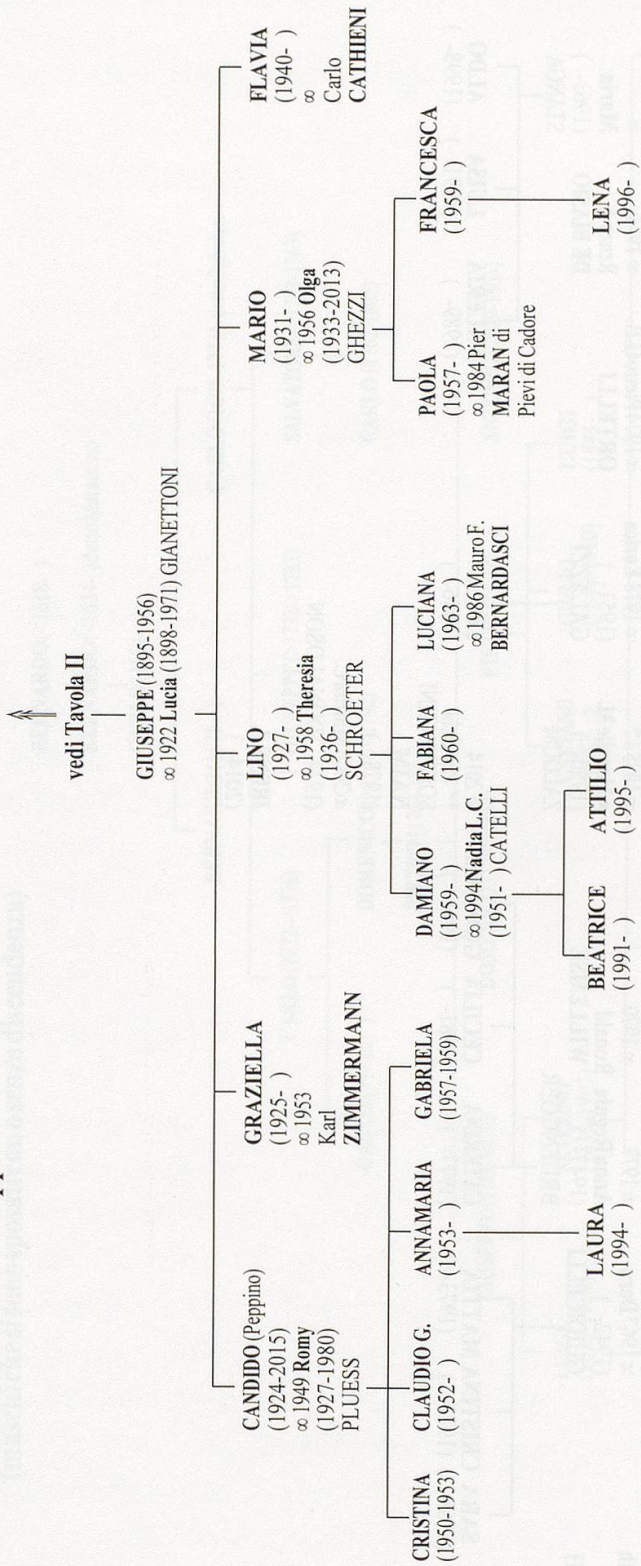 vedi Tavola II
GIUSEPPE (1895-1956)
∞ 1922 Lucia (1898-1971) GIANETTONI
CANDIDO (Peppino)
(1924-2015)
∞ 1949 Romy
(1927-1980)
PLUESS
GRAZIELLA
(1925- )
∞ 1953
Karl
ZIMMERMANN
LINO
(1927- )
∞ 1958 Theresia
(1936- )
SCHROETER
MARIO
(1931- )
∞ 1956 Olga
(1933-2013)
GHEZZI
FLAVIA
(1940- )
∞
Carlo
CATHIENI
CRISTINA
(1950-1953)
CLAUDIO G.
(1952- )
ANNAMARIA
(1953- )
GABRIELA
(1957-1959)
DAMIANO
(1959- )
∞1994 Nadia L.C.
(1951- ) CATELLI
FABIANA
(1960- )
LUCIANA
(1963- )
∞1986 Mauro F.
BERNARDASCI
PAOLA
(1957- )
∞1984 Pier
MARAN di
Pievi di Cadore
FRANCESCA
(1959- )
LAURA
(1994- )
BEATRICE
(1991- )
ATTILIO
(1995- )
LENA
(1996- )